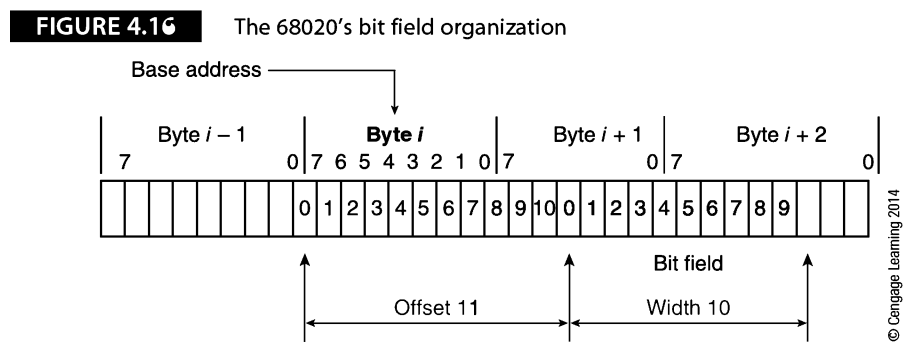 FIGURE 4.16 The 68020's bit field organization
Base address
Byte i – 1 Byte i Byte i + 1 Byte i + 2
7 0 7 6 5 4 3 2 1 0 7 0 7 0
0 1 2 3 4 5 6 7 8 9 10 0 1 2 3 4 5 6 7 8 9
Bit field
Offset 11 Width 10
© Cengage Learning 2014